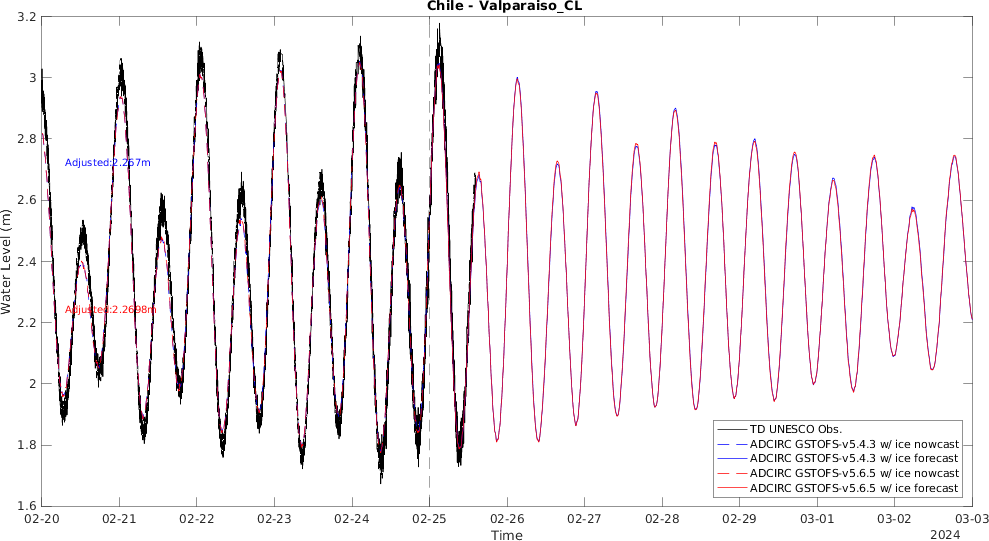 Chile - Valparaiso_CL
3.2
3
2.8
2.6
2.4
2.2
2
1.8
1.6
Water Level (m)
Adjusted:2.257m
Adjusted:2.2698m
TD UNESCO Obs.
ADCIRC GSTOFS-v5.4.3 w/ ice nowcast
ADCIRC GSTOFS-v5.4.3 w/ ice forecast
ADCIRC GSTOFS-v5.6.5 w/ ice nowcast
ADCIRC GSTOFS-v5.6.5 w/ ice forecast
02-20 02-21 02-22 02-23 02-24 02-25 02-26 02-27 02-28 02-29 03-01 03-02 03-03
Time
2024